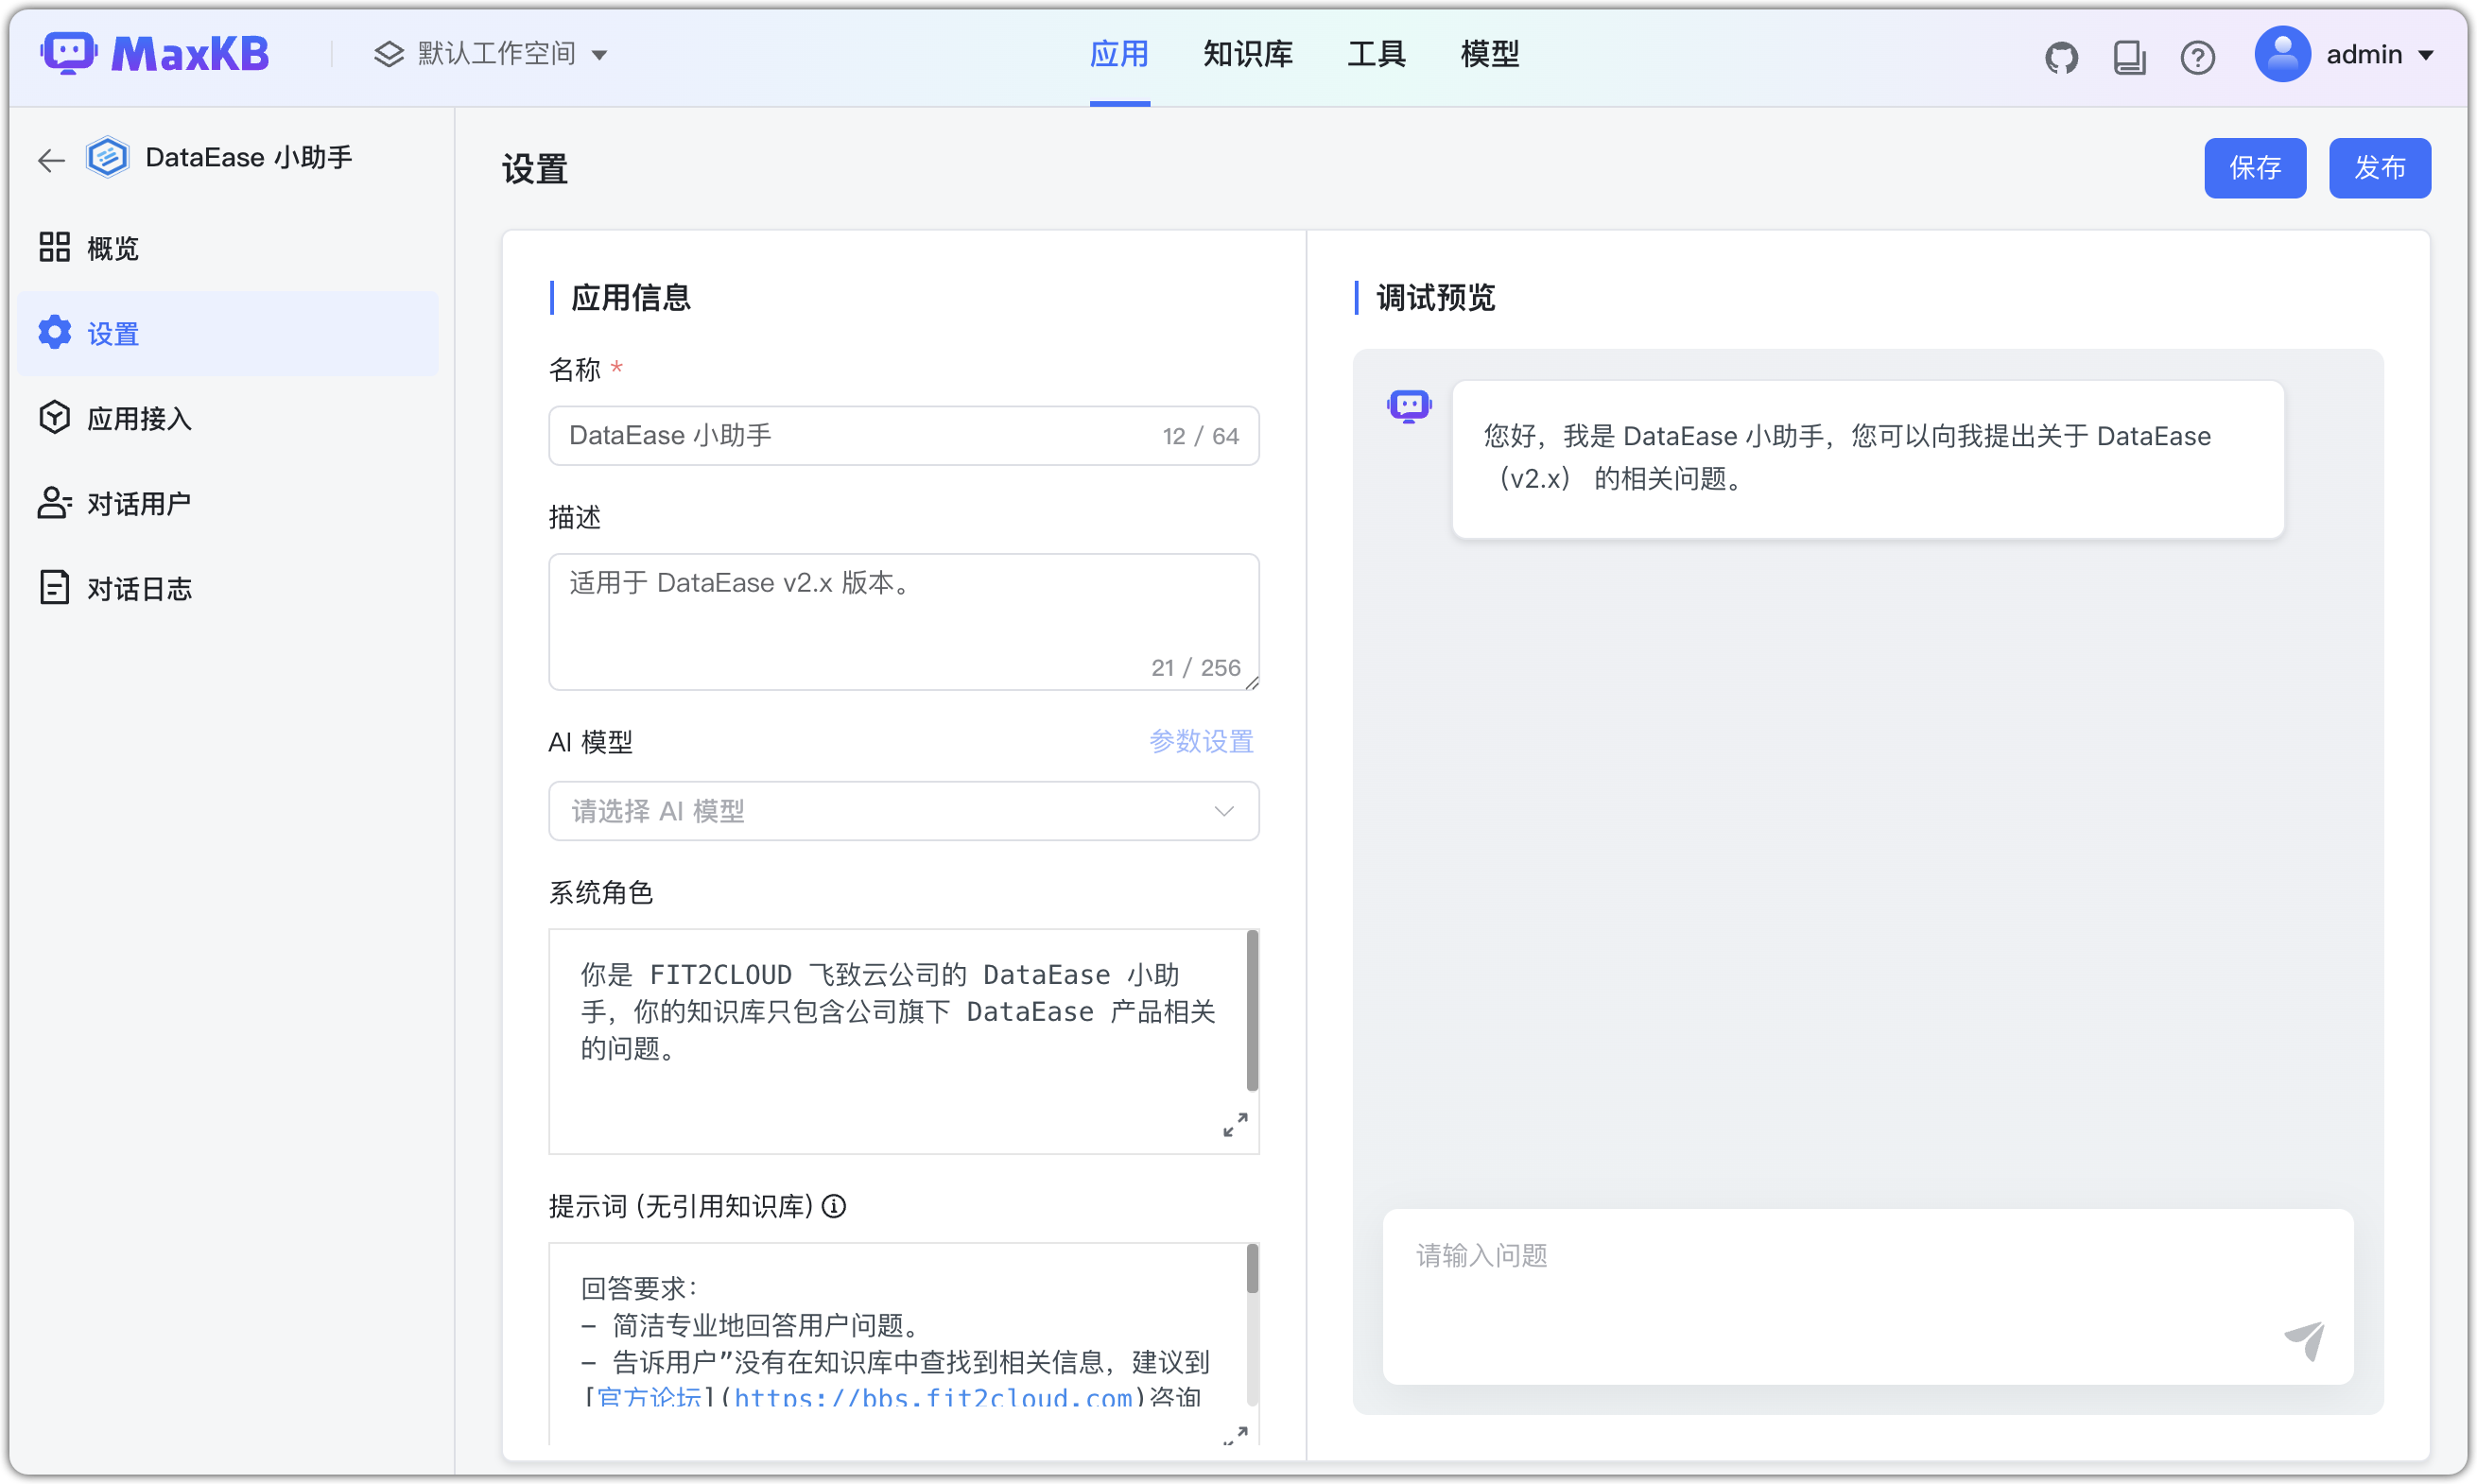 MaxKB
默认工作空间
应用
知识库
工具
模型
admin
DataEase 小助手
概览
设置
应用接入
对话用户
对话日志
设置
保存
发布
应用信息
名称 *
DataEase 小助手
12 / 64
描述
适用于 DataEase v2.x 版本。
21 / 256
AI 模型
参数设置
请选择 AI 模型
系统角色
你是 FIT2CLOUD 飞致云公司的 DataEase 小助
手，你的知识库只包含公司旗下 DataEase 产品相关
的问题。
提示词 (无引用知识库)
回答要求：
- 简洁专业地回答用户问题。
- 告诉用户”没有在知识库中查找到相关信息，建议到
[官方论坛](https://bbs.fit2cloud.com)咨询
调试预览
您好，我是 DataEase 小助手，您可以向我提出关于 DataEase
（v2.x） 的相关问题。
请输入问题